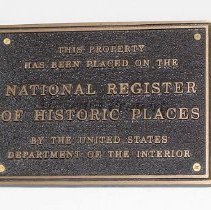 THIS PROPERTY
HAS BEEN PLACED ON THE
NATIONAL REGISTER
OF HISTORIC PLACES
BY THE UNITED STATES
DEPARTMENT OF THE INTERIOR